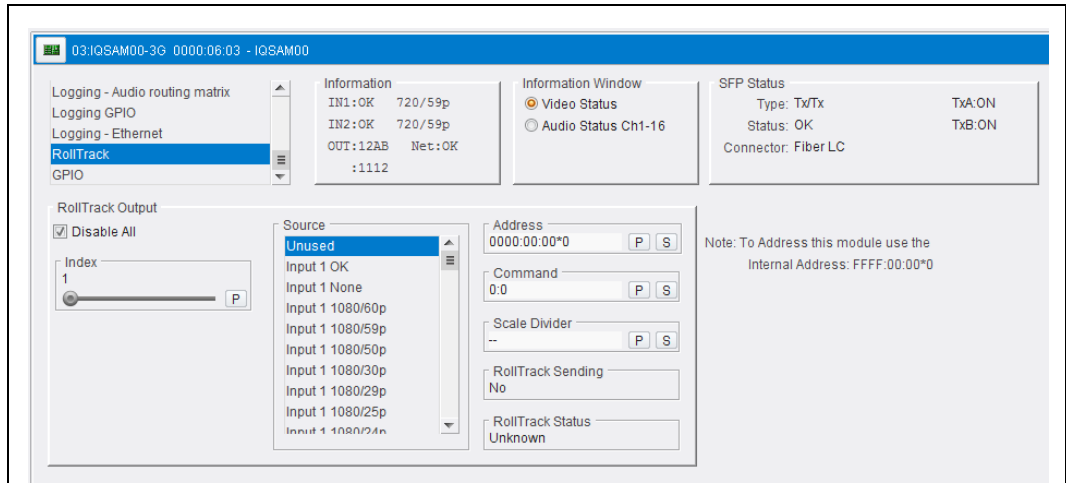 03:IQSAM00-3G 0000:06:03 - IQSAM00
Logging - Audio routing matrix
Logging GPIO
Logging - Ethernet
RollTrack
GPIO
Information
IN1:OK 720/59p
IN2:OK 720/59p
OUT:12AB Net:OK
:1112
Information Window
Video Status
Audio Status Ch1-16
SFP Status
Type: Tx/Tx TxA:ON
Status: OK TxB:ON
Connector: Fiber LC
RollTrack Output
Disable All
Index
1
P
Source
Unused
Input 1 OK
Input 1 None
Input 1 1080/60p
Input 1 1080/59p
Input 1 1080/50p
Input 1 1080/30p
Input 1 1080/29p
Input 1 1080/25p
Input 1 1080/24p
Address
0000:00:00*0 P S
Command
0:0 P S
Scale Divider
-- P S
RollTrack Sending
No
RollTrack Status
Unknown
Note: To Address this module use the
Internal Address: FFFF:00:00*0